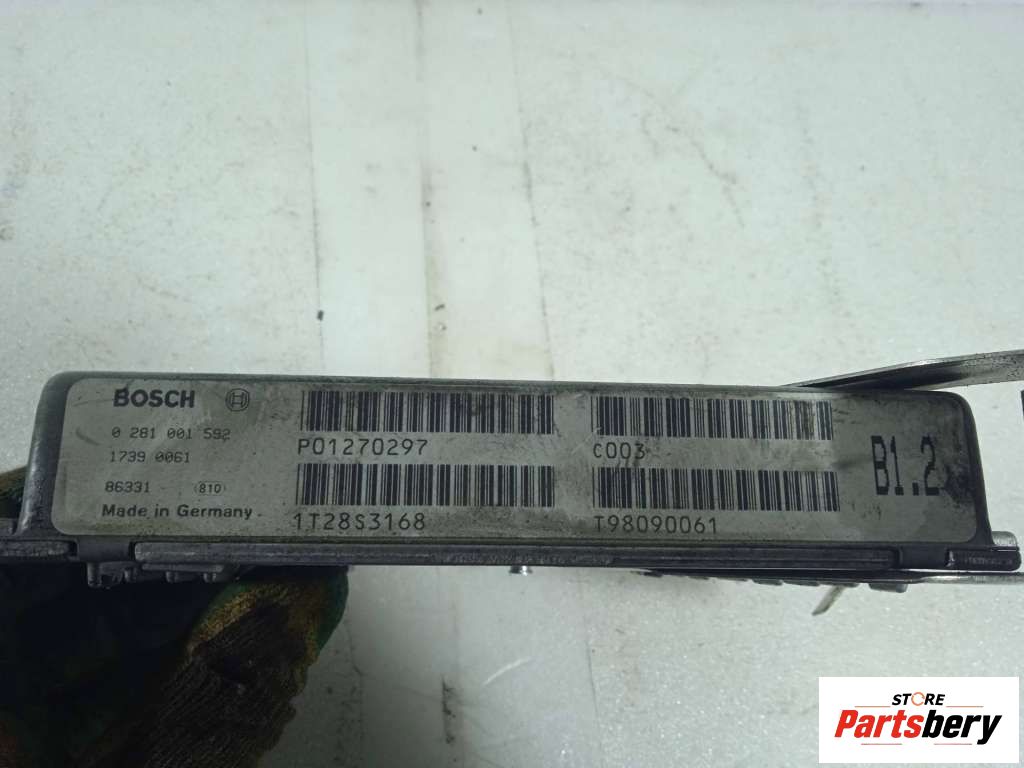 BOSCH
0 281 001 592
1739 0061
86331 810
Made in Germany.
P01270297
1T28S3168
C003
T98090061
B1.2
STORE
Partsbery